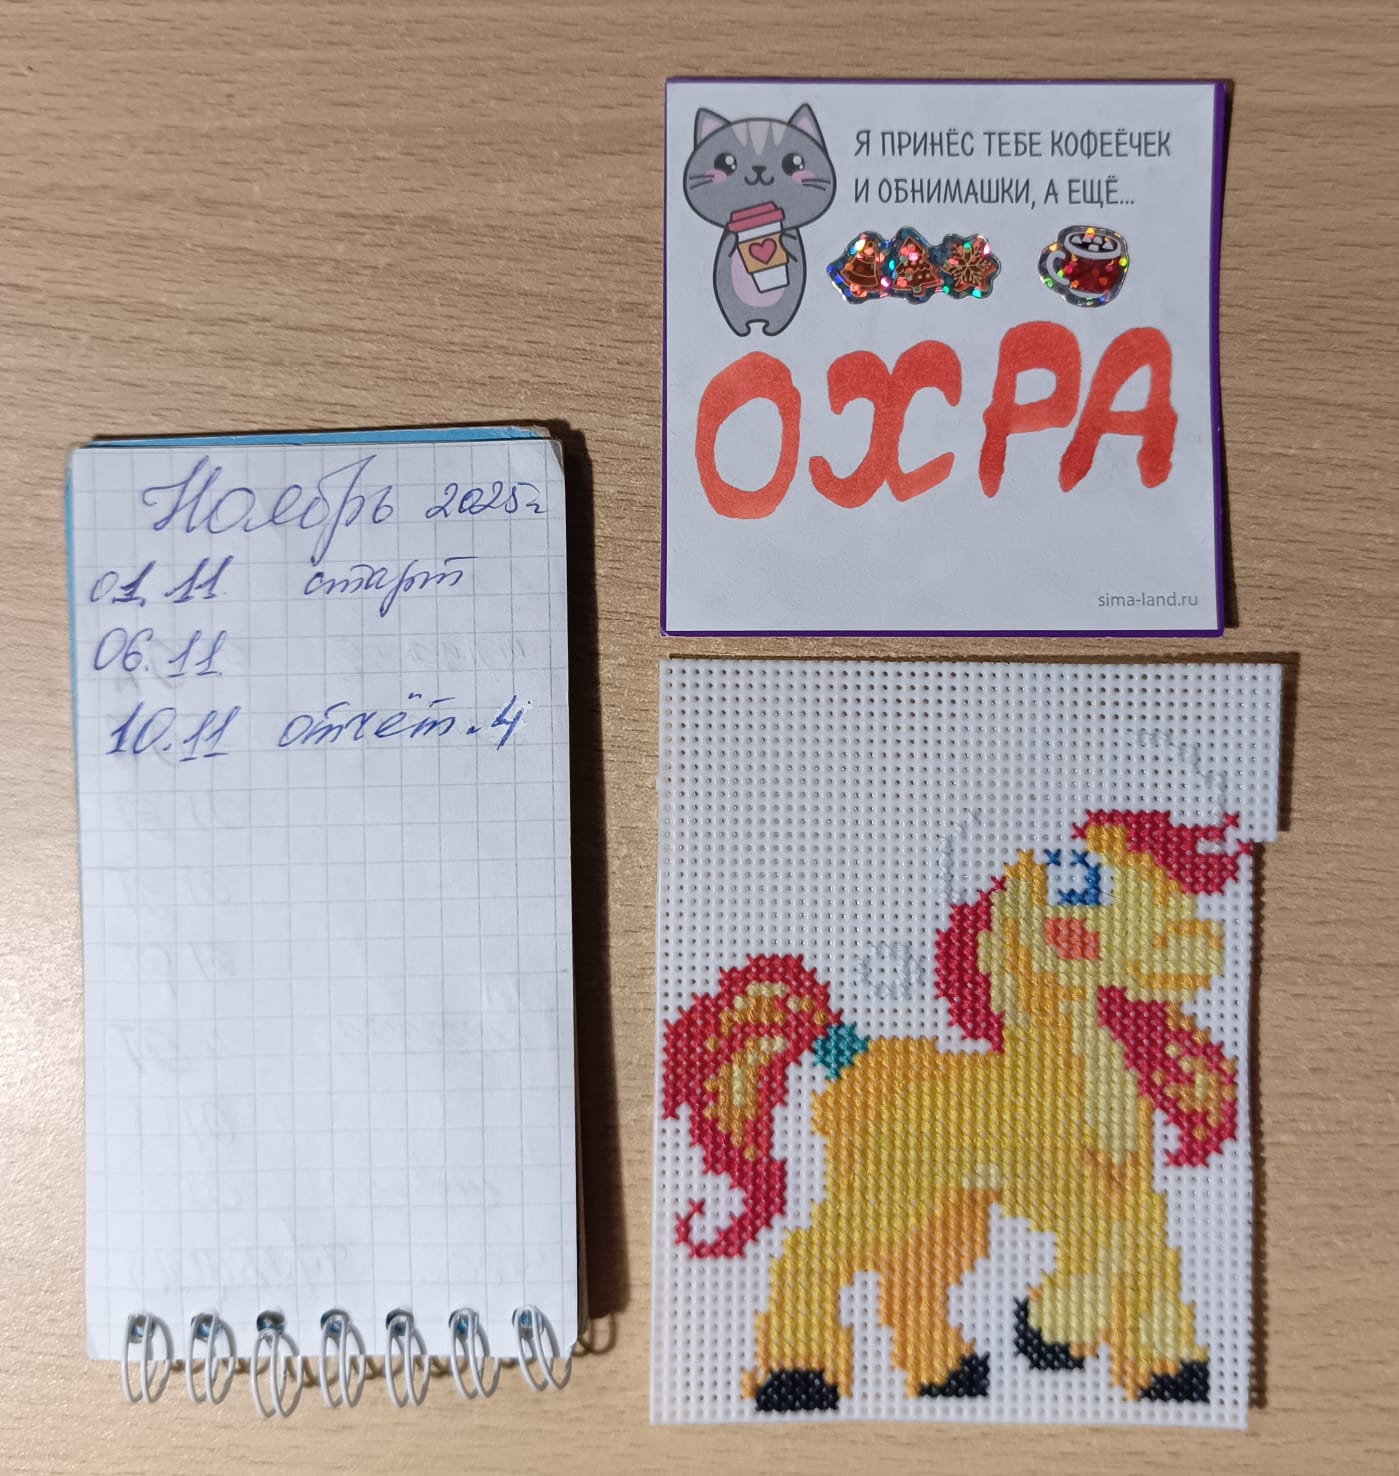 Я ПРИНЁС ТЕБЕ КОФЕЁЧЕК
И ОБНИМАШКИ, А ЕЩЁ...
ОХРА
sima-land.ru
Ноябрь 2025г
01.11 старт
06.11
10.11 отчёт.4